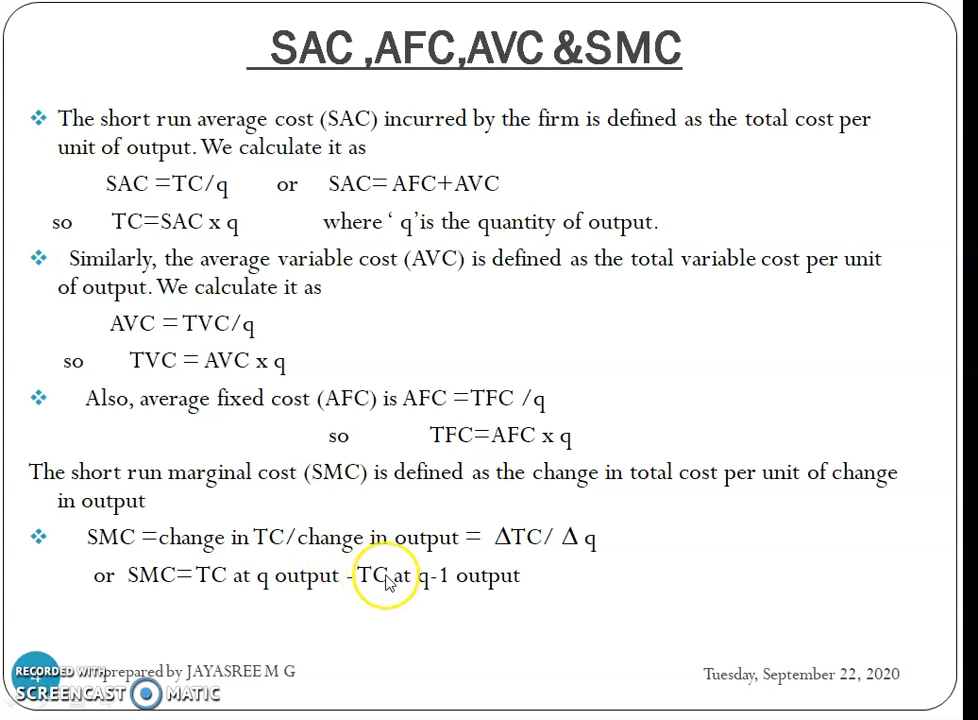 SAC ,AFC,AVC &SMC
❖ The short run average cost (SAC) incurred by the firm is defined as the total cost per
unit of output. We calculate it as
SAC =TC/q or SAC= AFC+AVC
so TC=SAC x q where ‘ q’is the quantity of output.
❖ Similarly, the average variable cost (AVC) is defined as the total variable cost per unit
of output. We calculate it as
AVC =TVC/q
so TVC = AVC x q
❖ Also, average fixed cost (AFC) is AFC =TFC /q
so TFC=AFC x q
The short run marginal cost (SMC) is defined as the change in total cost per unit of change
in output
❖ SMC =change in TC/change in output = ΔTC/ Δ q
or SMC=TC at q output -TC at q-1 output
prepared by JAYASREE M G Tuesday, September 22, 2020
RECORDED WITH
SCREENCAST MATIC